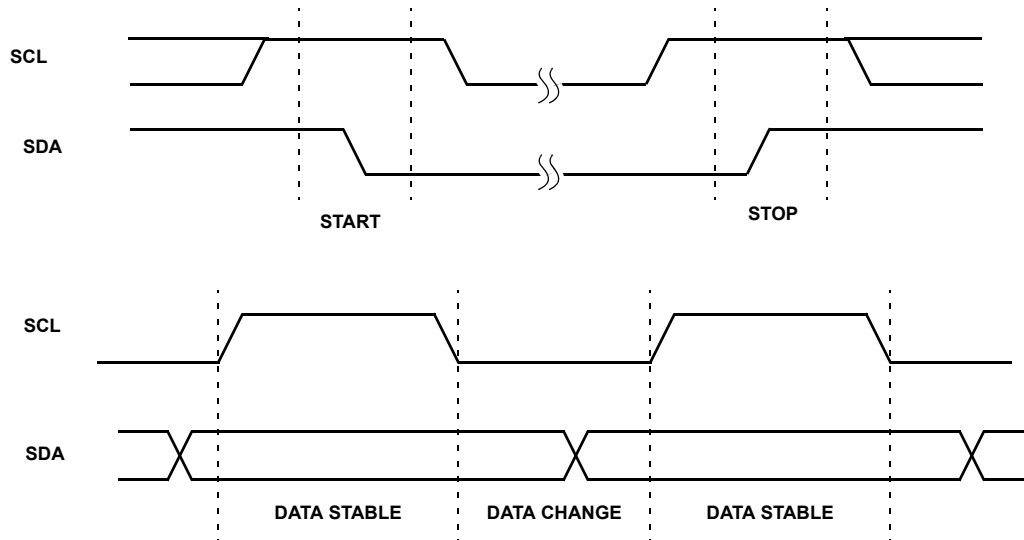 SCL
SDA
START
STOP
SCL
SDA
DATA STABLE
DATA CHANGE
DATA STABLE